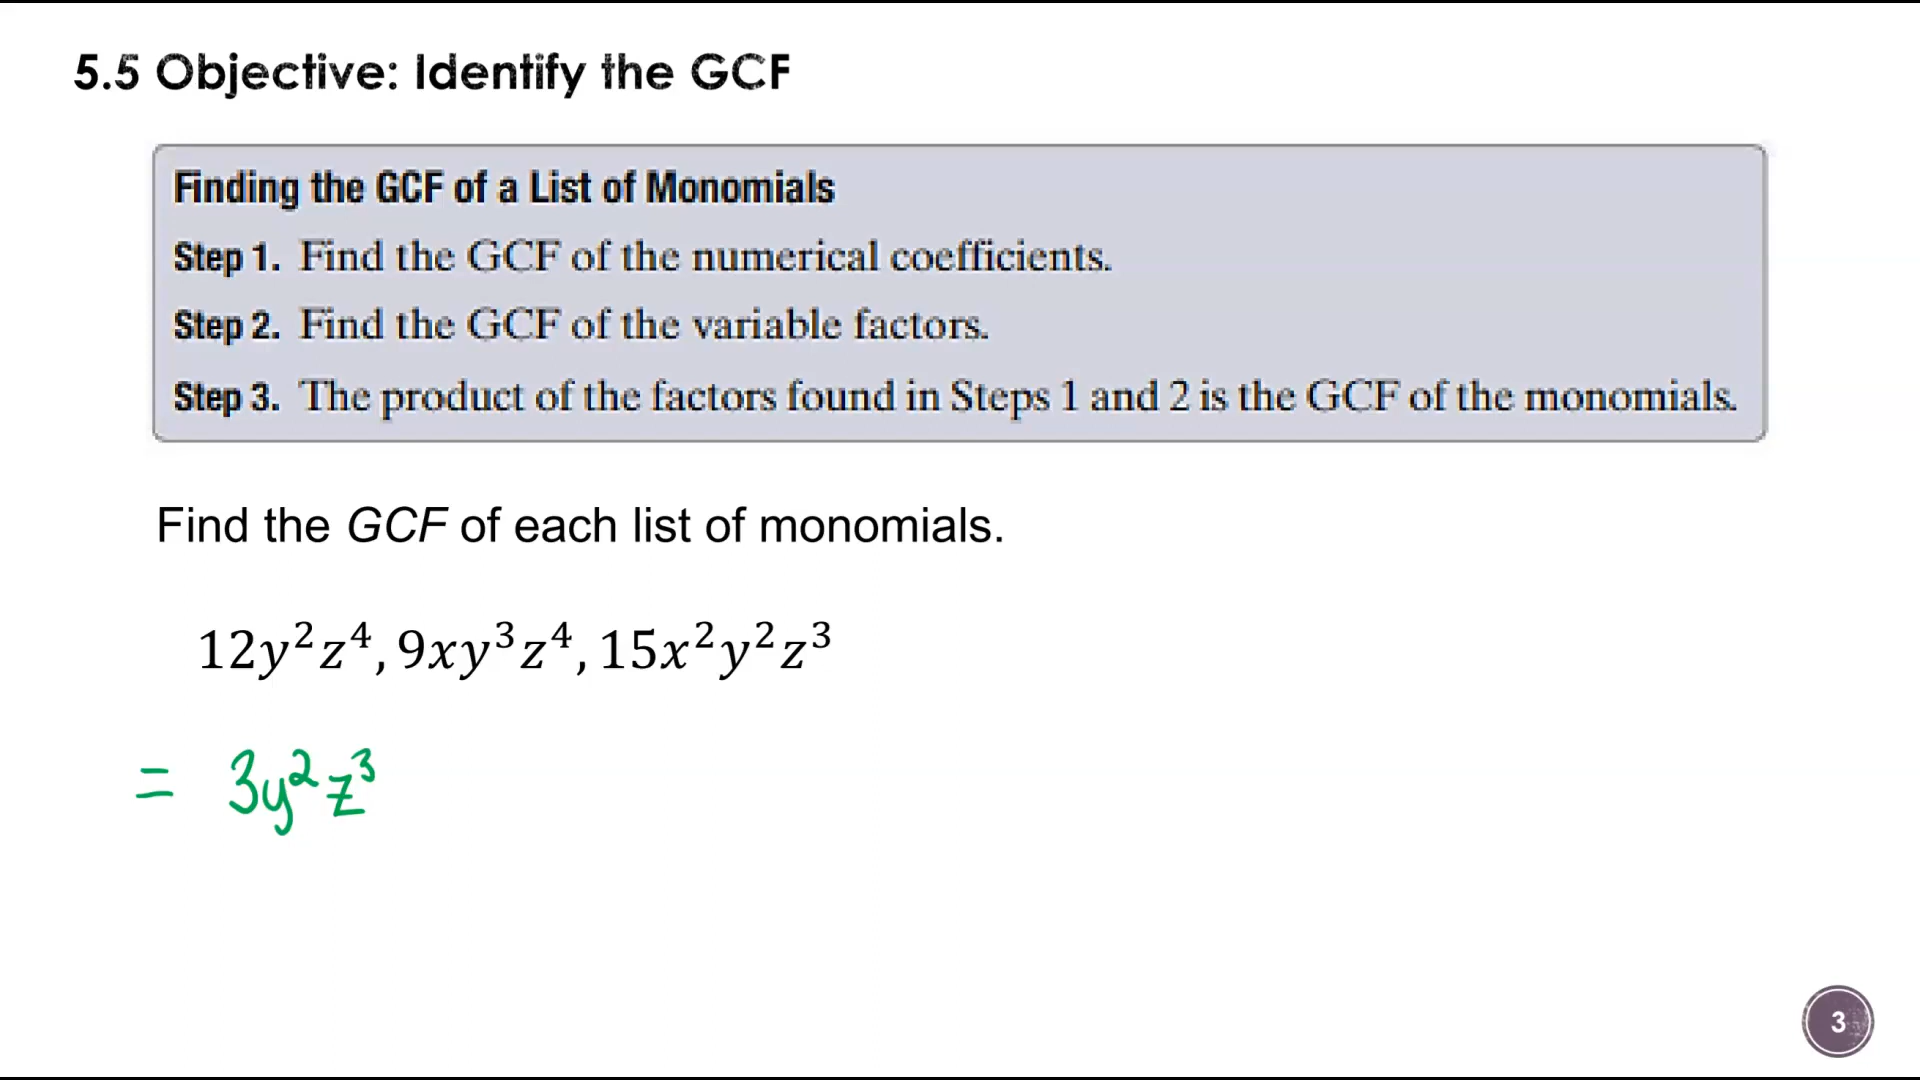 5.5 Objective: Identify the GCF
Finding the GCF of a List of Monomials
Step 1. Find the GCF of the numerical coefficients.
Step 2. Find the GCF of the variable factors.
Step 3. The product of the factors found in Steps 1 and 2 is the GCF of the monomials.
Find the GCF of each list of monomials.
12y²z⁴, 9xy³z⁴, 15x²y²z³
= 3y²z³
3